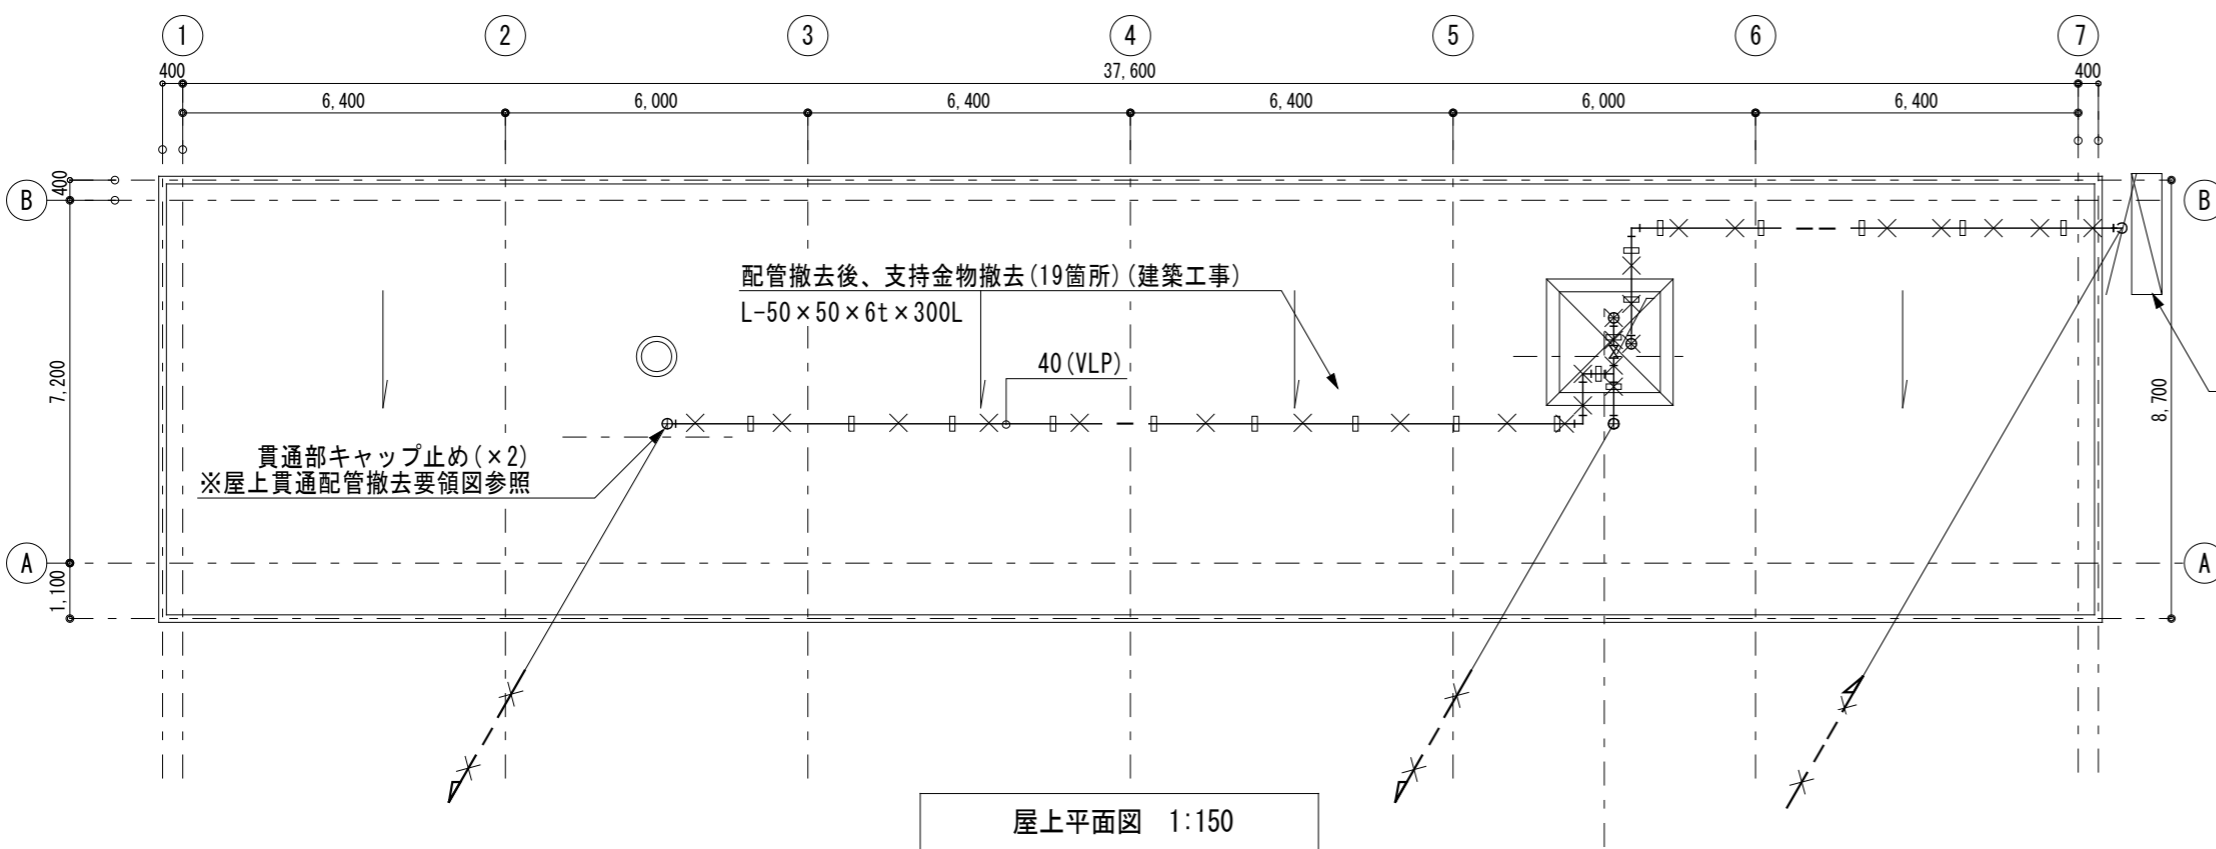 1 2 3 4 5 6 7
400 37,600 400
6,400 6,000 6,400 6,400 6,000 6,400
400
B B
配管撤去後、支持金物撤去(19箇所)(建築工事)
L-50×50×6t×300L
40(VLP)
7,200
8,700
貫通部キャップ止め(×2)
※屋上貫通配管撤去要領図参照
A A
1,100
屋上平面図 1:150